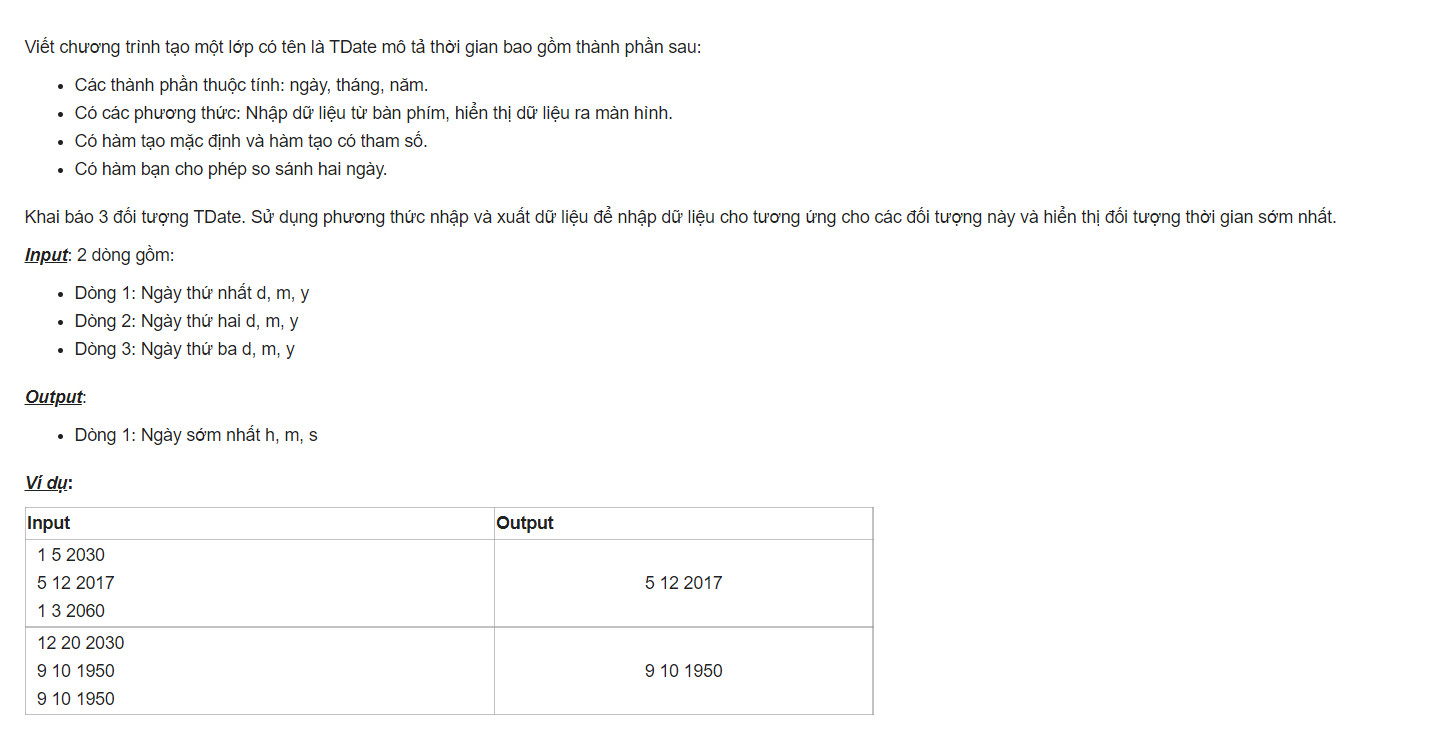 Viết chương trình tạo một lớp có tên là TDate mô tả thời gian bao gồm thành phần sau:
• Các thành phần thuộc tính: ngày, tháng, năm.
• Có các phương thức: Nhập dữ liệu từ bàn phím, hiển thị dữ liệu ra màn hình.
• Có hàm tạo mặc định và hàm tạo có tham số.
• Có hàm bạn cho phép so sánh hai ngày.
Khai báo 3 đối tượng TDate. Sử dụng phương thức nhập và xuất dữ liệu để nhập dữ liệu cho tương ứng cho các đối tượng này và hiển thị đối tượng thời gian sớm nhất.
Input: 2 dòng gồm:
• Dòng 1: Ngày thứ nhất d, m, y
• Dòng 2: Ngày thứ hai d, m, y
• Dòng 3: Ngày thứ ba d, m, y
Output:
• Dòng 1: Ngày sớm nhất h, m, s
Ví dụ:
Input Output
1 5 2030
5 12 2017 5 12 2017
1 3 2060
12 20 2030
9 10 1950 9 10 1950
9 10 1950